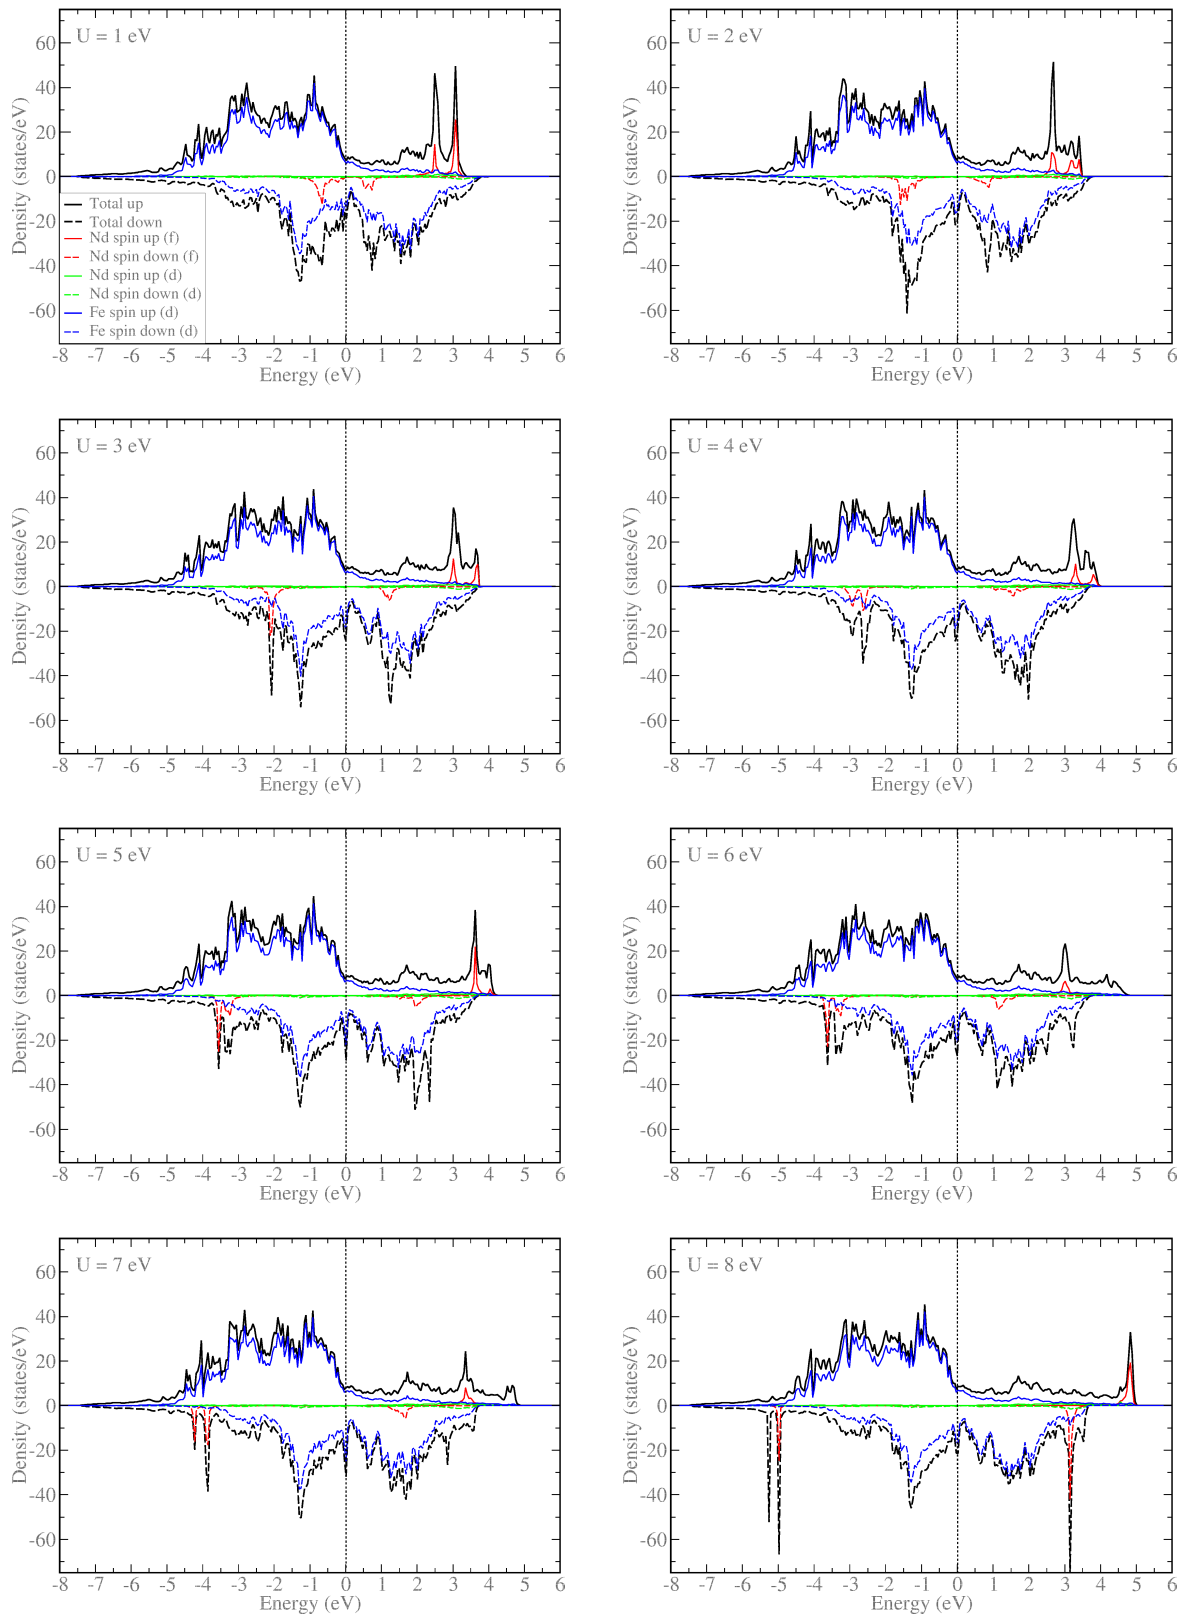 U = 1 eV
60
40
20
0
-20
-40
-60
Density (states/eV)
Total up
Total down
Nd spin up (f)
Nd spin down (f)
Nd spin up (d)
Nd spin down (d)
Fe spin up (d)
Fe spin down (d)
-8 -7 -6 -5 -4 -3 -2 -1 0 1 2 3 4 5 6
Energy (eV)
U = 2 eV
60
40
20
0
-20
-40
-60
Density (states/eV)
-8 -7 -6 -5 -4 -3 -2 -1 0 1 2 3 4 5 6
Energy (eV)
U = 3 eV
60
40
20
0
-20
-40
-60
Density (states/eV)
-8 -7 -6 -5 -4 -3 -2 -1 0 1 2 3 4 5 6
Energy (eV)
U = 4 eV
60
40
20
0
-20
-40
-60
Density (states/eV)
-8 -7 -6 -5 -4 -3 -2 -1 0 1 2 3 4 5 6
Energy (eV)
U = 5 eV
60
40
20
0
-20
-40
-60
Density (states/eV)
-8 -7 -6 -5 -4 -3 -2 -1 0 1 2 3 4 5 6
Energy (eV)
U = 6 eV
60
40
20
0
-20
-40
-60
Density (states/eV)
-8 -7 -6 -5 -4 -3 -2 -1 0 1 2 3 4 5 6
Energy (eV)
U = 7 eV
60
40
20
0
-20
-40
-60
Density (states/eV)
-8 -7 -6 -5 -4 -3 -2 -1 0 1 2 3 4 5 6
Energy (eV)
U = 8 eV
60
40
20
0
-20
-40
-60
Density (states/eV)
-8 -7 -6 -5 -4 -3 -2 -1 0 1 2 3 4 5 6
Energy (eV)